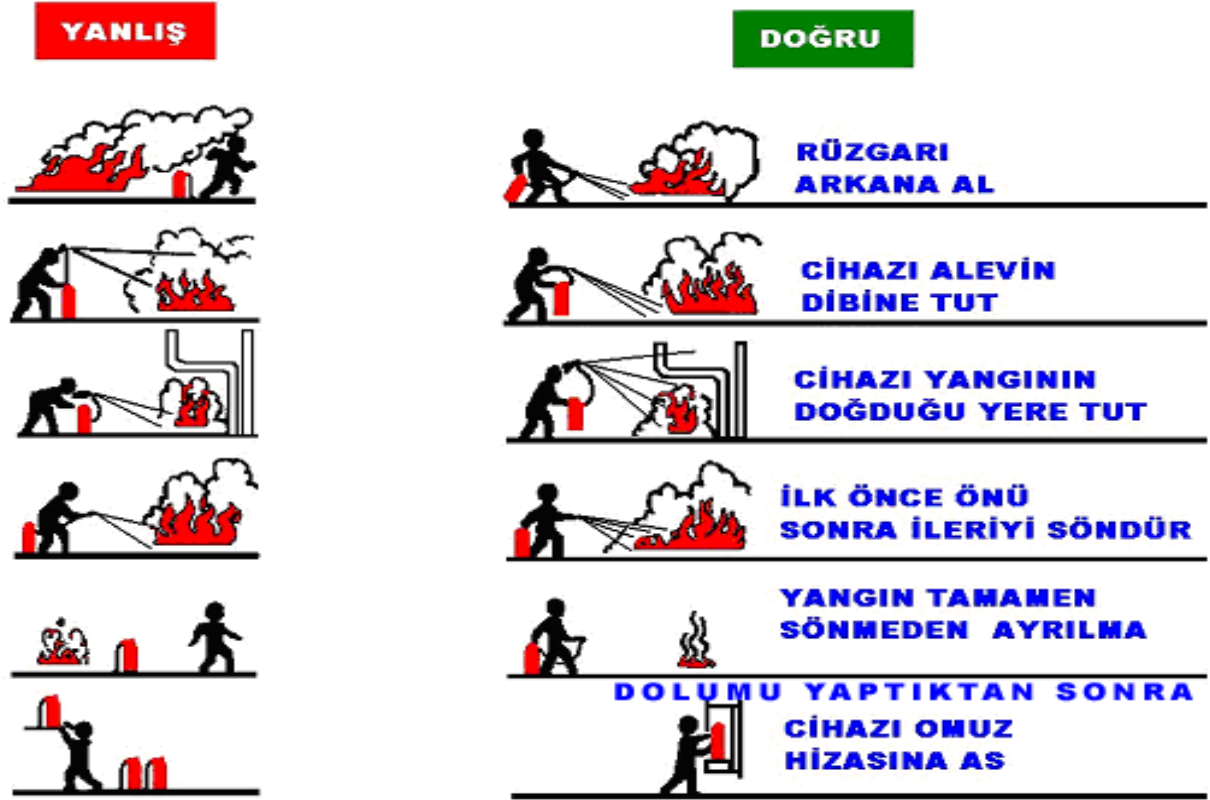 YANLIŞ
DOĞRU
RÜZGARI
ARKANA AL
CİHAZI ALEVİN
DİBİNE TUT
CİHAZI YANGININ
DOĞDUĞU YERE TUT
İLK ÖNCE ÖNÜ
SONRA İLERİYİ SÖNDÜR
YANGIN TAMAMEN
SÖNMEDEN AYRILMA
DOLUMU YAPTIKTAN SONRA
CİHAZI OMUZ
HİZASINA AS